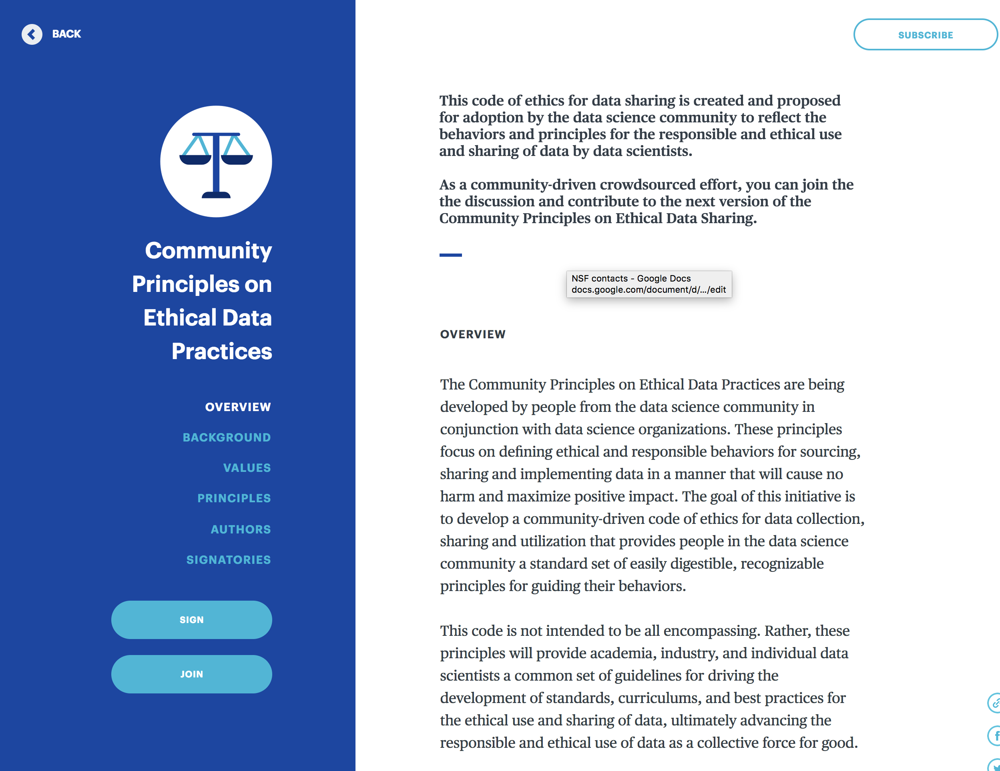 BACK
SUBSCRIBE
Community
Principles on
Ethical Data
Practices
OVERVIEW
BACKGROUND
VALUES
PRINCIPLES
AUTHORS
SIGNATORIES
SIGN
JOIN
This code of ethics for data sharing is created and proposed
for adoption by the data science community to reflect the
behaviors and principles for the responsible and ethical use
and sharing of data by data scientists.
As a community-driven crowdsourced effort, you can join the
the discussion and contribute to the next version of the
Community Principles on Ethical Data Sharing.
NSF contacts - Google Docs
docs.google.com/document/d/.../edit
OVERVIEW
The Community Principles on Ethical Data Practices are being
developed by people from the data science community in
conjunction with data science organizations. These principles
focus on defining ethical and responsible behaviors for sourcing,
sharing and implementing data in a manner that will cause no
harm and maximize positive impact. The goal of this initiative is
to develop a community-driven code of ethics for data collection,
sharing and utilization that provides people in the data science
community a standard set of easily digestible, recognizable
principles for guiding their behaviors.
This code is not intended to be all encompassing. Rather, these
principles will provide academia, industry, and individual data
scientists a common set of guidelines for driving the
development of standards, curriculums, and best practices for
the ethical use and sharing of data, ultimately advancing the
responsible and ethical use of data as a collective force for good.